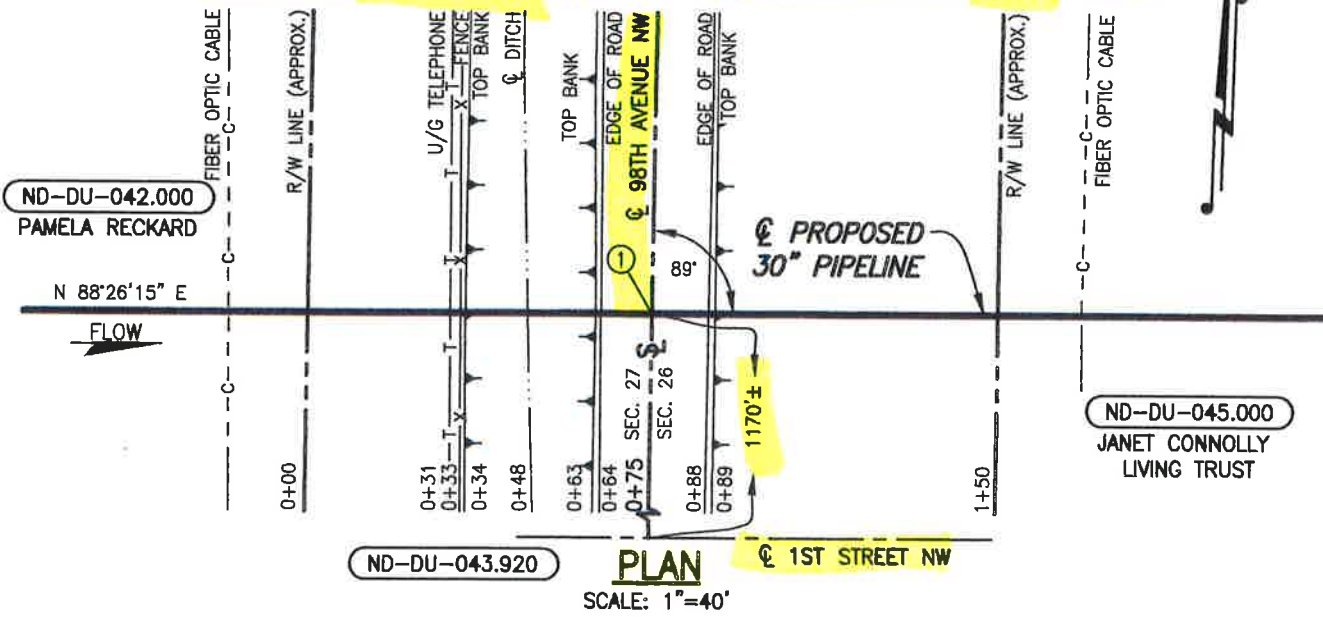 FIBER OPTIC CABLE
C
C
C
R/W LINE (APPROX.)
U/G TELEPHONE
T
T
T
T
T
X
X
X
FENCE
TOP BANK
℄ DITCH
TOP BANK
EDGE OF ROAD
℄ 98TH AVENUE NW
EDGE OF ROAD
TOP BANK
R/W LINE (APPROX.)
FIBER OPTIC CABLE
C
C
ND-DU-042.000
PAMELA RECKARD
1
89°
℄ PROPOSED
30" PIPELINE
N 88°26'15" E
FLOW
SEC. 27
SEC. 26
1170'±
0+00
0+31
0+33
0+34
0+48
0+63
0+64
0+75
0+88
0+89
1+50
ND-DU-045.000
JANET CONNOLLY
LIVING TRUST
ND-DU-043.920
PLAN
SCALE: 1"=40'
℄ 1ST STREET NW